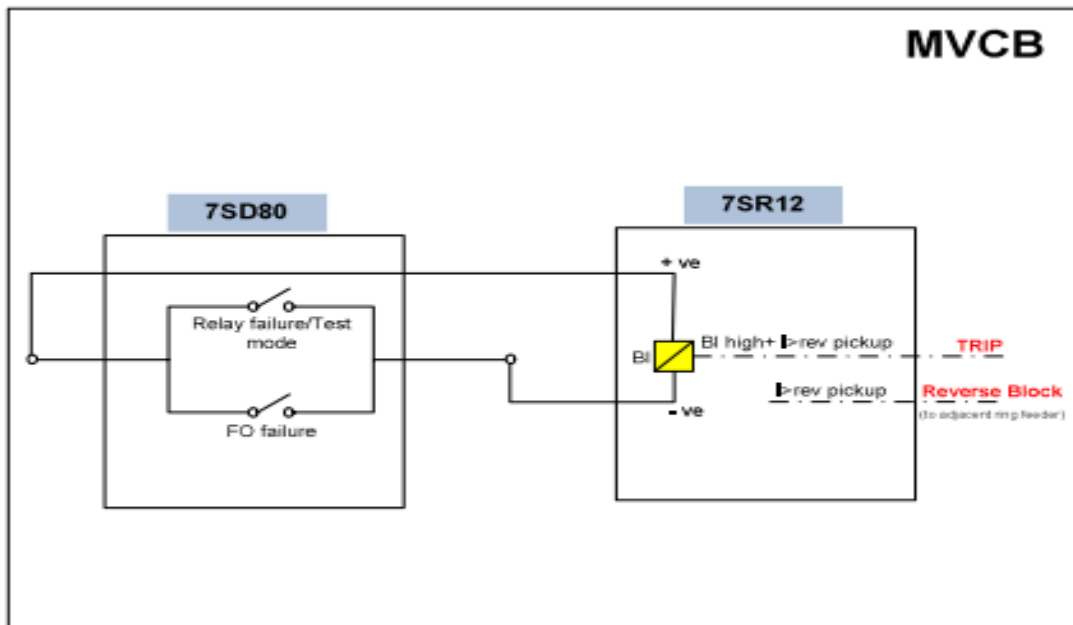 MVCB
7SD80
7SR12
+ ve
Relay failure/Test
mode
BI
BI high+ I>rev pickup
TRIP
I>rev pickup
Reverse Block
(to adjacent ring feeder)
- ve
FO failure